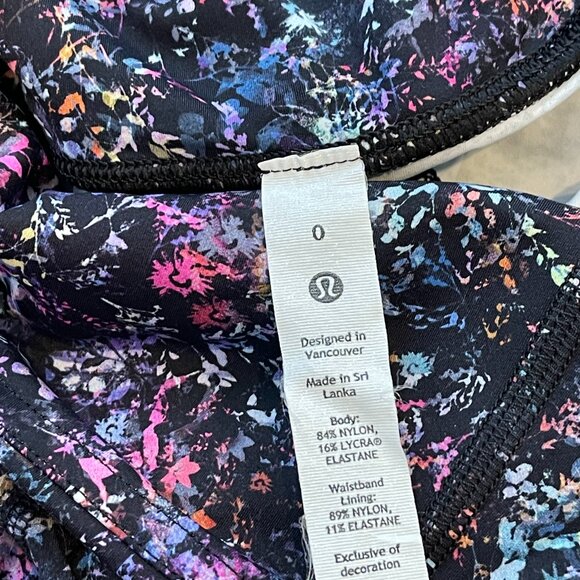 0
Designed in
Vancouver
Made in Sri
Lanka
Body:
84% NYLON,
16% LYCRA®
ELASTANE
Waistband
Lining:
89% NYLON,
11% ELASTANE
Exclusive of
decoration